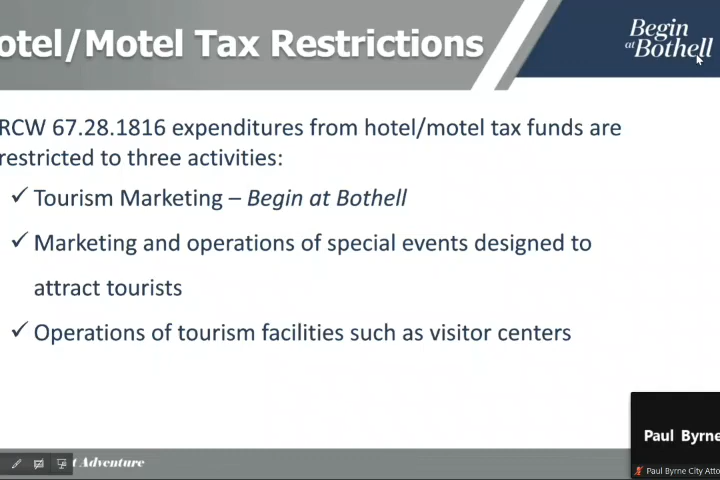 otel/Motel Tax Restrictions
Begin
at Bothell
RCW 67.28.1816 expenditures from hotel/motel tax funds are
restricted to three activities:
✓ Tourism Marketing – Begin at Bothell
✓ Marketing and operations of special events designed to
attract tourists
✓ Operations of tourism facilities such as visitor centers
Paul Byrne
Paul Byrne City Atto
t Adventure